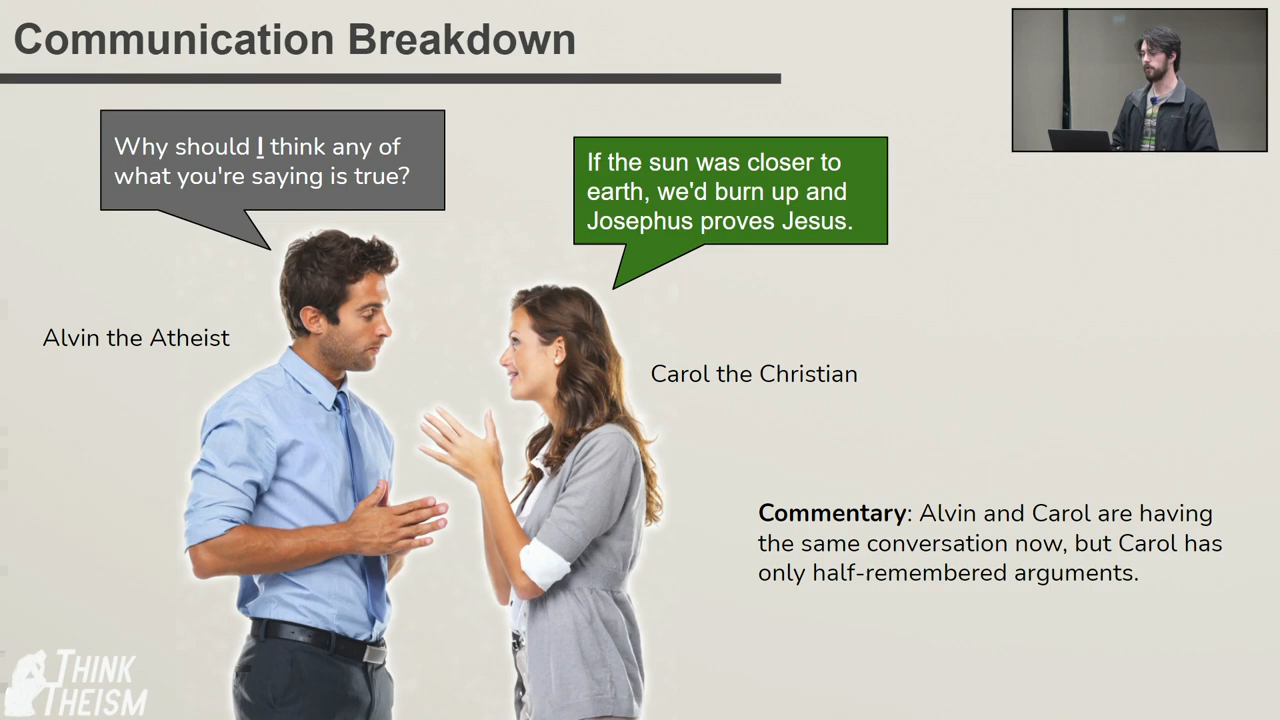 Communication Breakdown
Why should I think any of
what you're saying is true?
If the sun was closer to
earth, we'd burn up and
Josephus proves Jesus.
Alvin the Atheist
Carol the Christian
Commentary: Alvin and Carol are having
the same conversation now, but Carol has
only half-remembered arguments.
THINK
THEISM